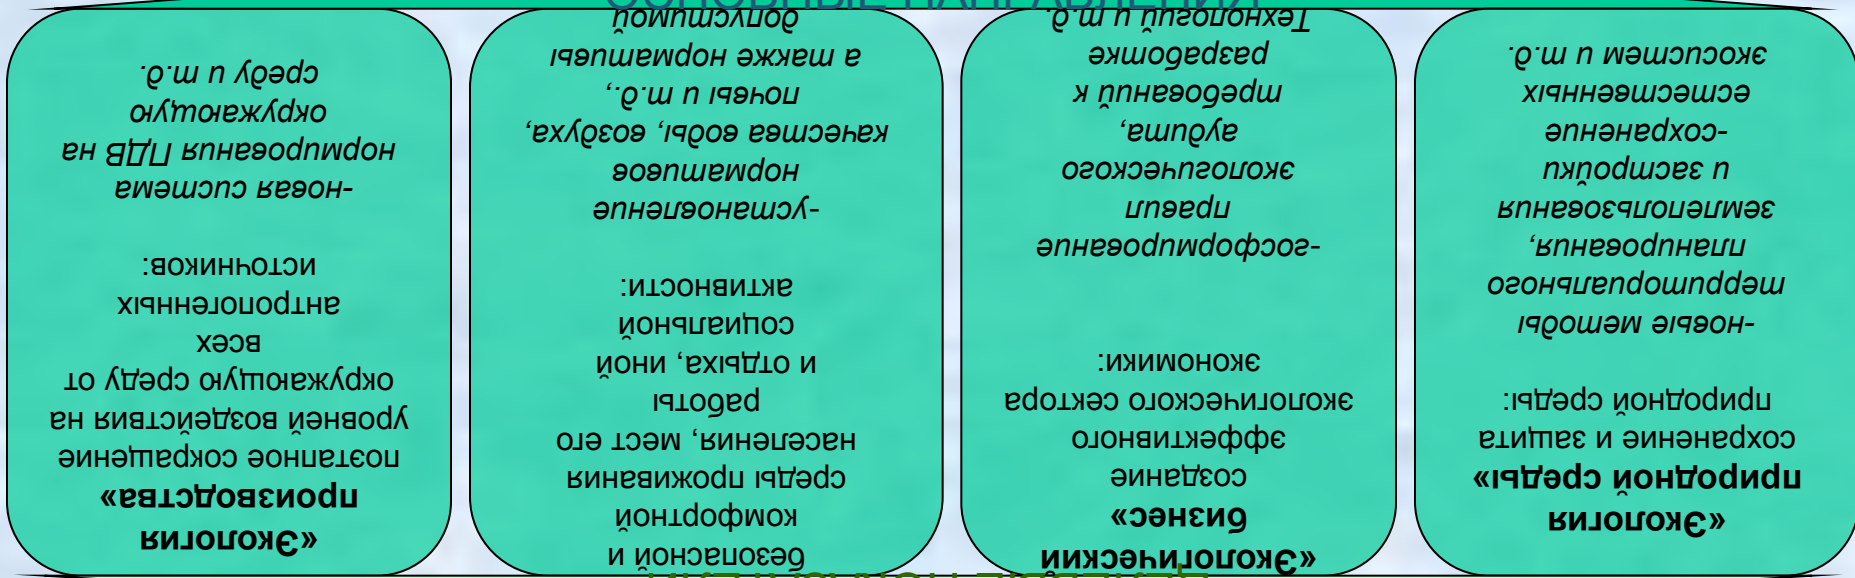 ОСНОВНЫЕ НАПРАВЛЕНИЯ
«Экология
природной среды»
сохранение и защита
природной среды:
-новые методы
территориального
планирования,
землепользования
и застройки
-сохранение
естественных
экосистем и т.д.
«Экологический
бизнес»
создание
эффективного
экологического сектора
экономики:
-госформирование
правил
экологического
аудита,
требований к
разработке
Технологий и т.д.
безопасной и
комфортной
среды проживания
населения, мест его
работы
и отдыха, иной
социальной
активности:
-установление
нормативов
качества воды, воздуха,
почвы и т.д.,
а также нормативы
допустимой
«Экология
производства»
поэтапное сокращение
уровней воздействия на
окружающую среду от
всех
антропогенных
источников:
-новая система
нормирования ПДВ на
окружающую
среду и т.д.